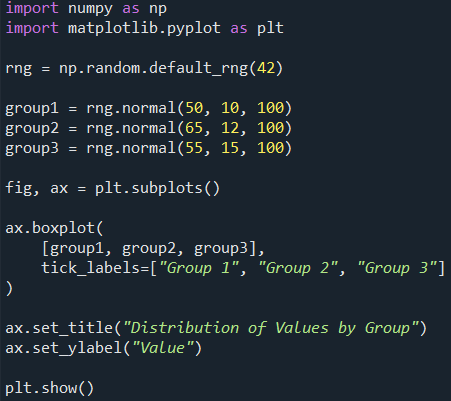 import numpy as np
import matplotlib.pyplot as plt
rng = np.random.default_rng(42)
group1 = rng.normal(50, 10, 100)
group2 = rng.normal(65, 12, 100)
group3 = rng.normal(55, 15, 100)
fig, ax = plt.subplots()
ax.boxplot(
    [group1, group2, group3],
    tick_labels=["Group 1", "Group 2", "Group 3"]
)
ax.set_title("Distribution of Values by Group")
ax.set_ylabel("Value")
plt.show()